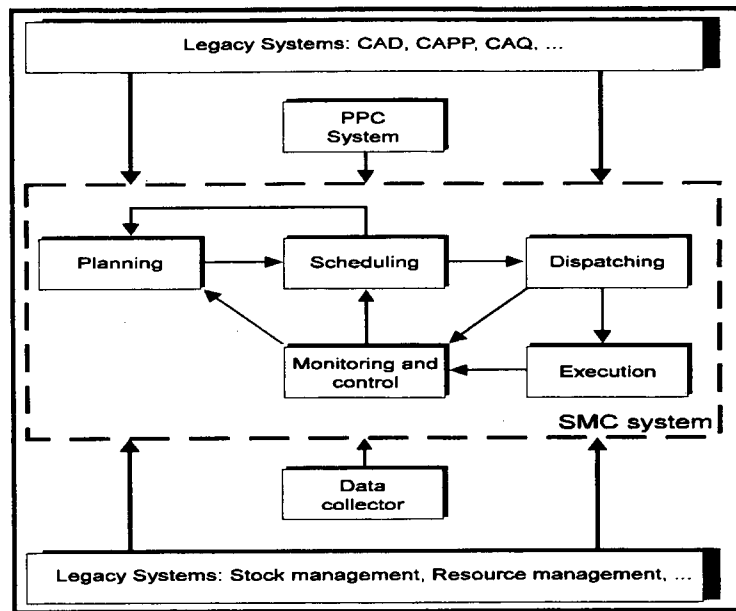 Legacy Systems: CAD, CAPP, CAQ, ...
PPC
System
Planning
Scheduling
Dispatching
Monitoring and
control
Execution
SMC system
Data
collector
Legacy Systems: Stock management, Resource management, ...